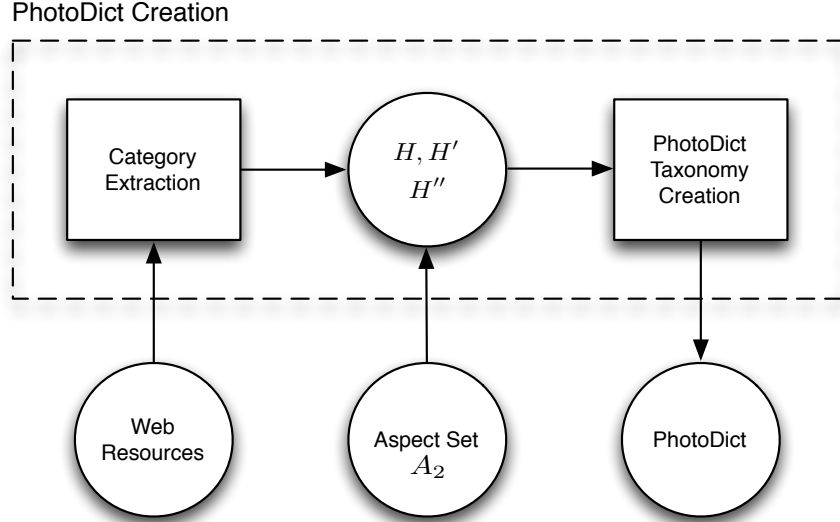 PhotoDict Creation
Category
Extraction
H, H′
H′′
PhotoDict
Taxonomy
Creation
Web
Resources
Aspect Set
A₂
PhotoDict